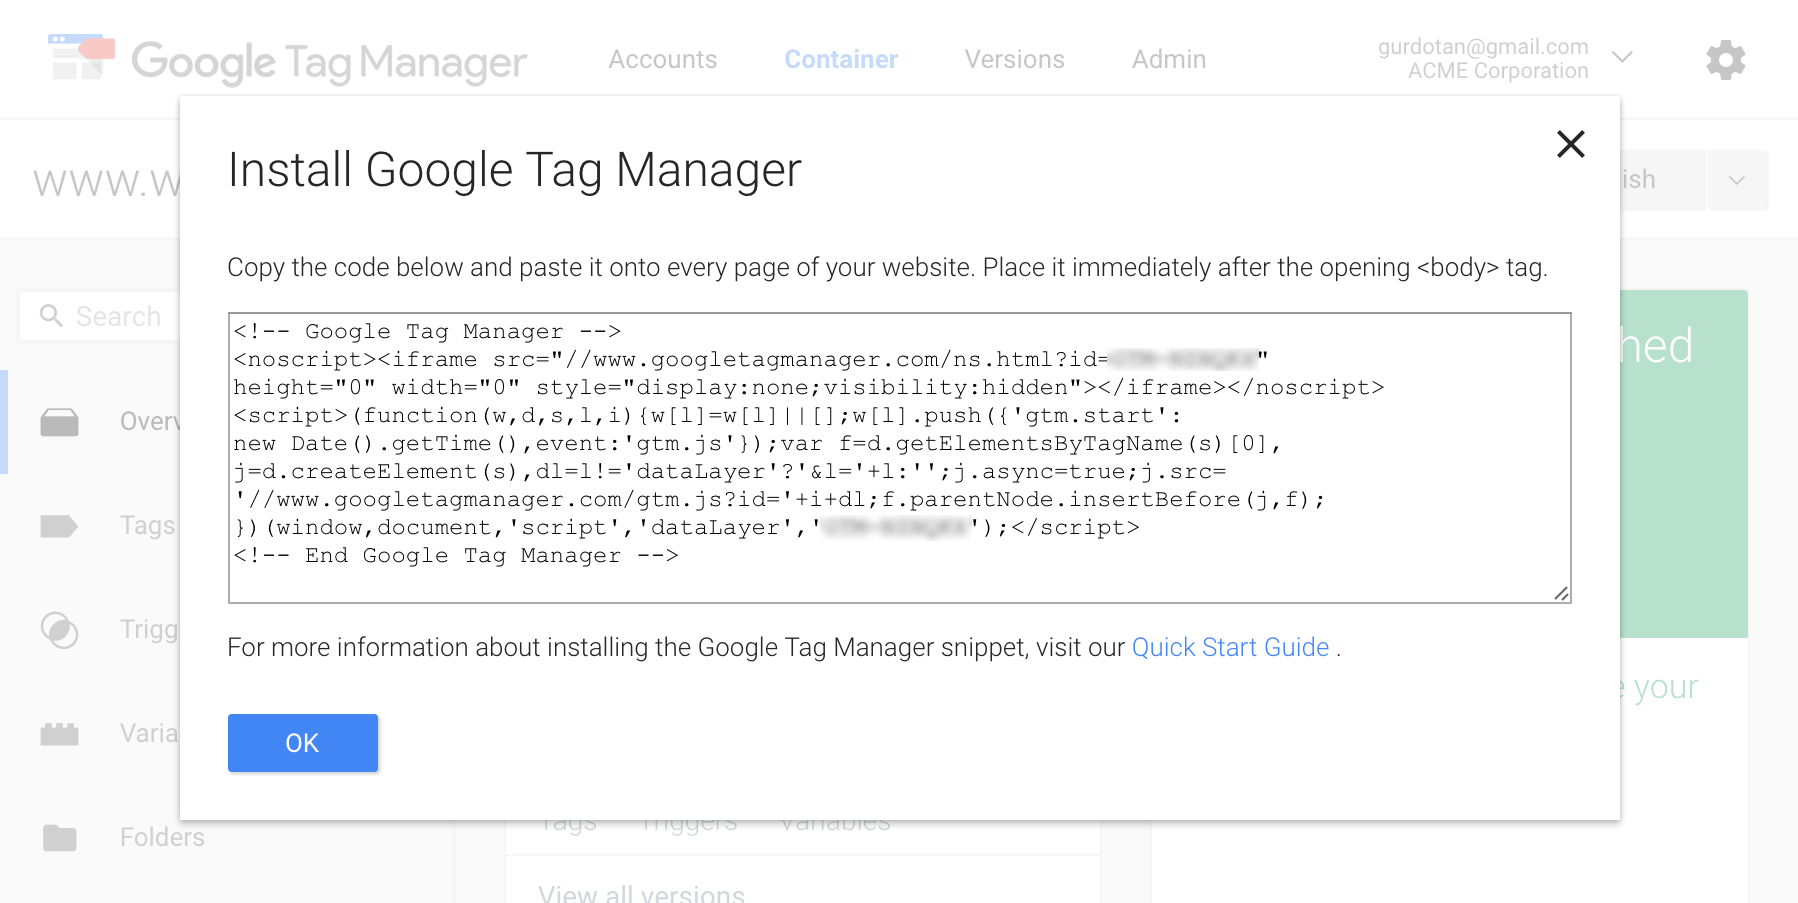 Google Tag Manager
Accounts
Container
Versions
Admin
gurdotan@gmail.com
ACME Corporation
www.w
ish
Install Google Tag Manager
Copy the code below and paste it onto every page of your website. Place it immediately after the opening <body> tag.
<!-- Google Tag Manager -->
<noscript><iframe src="//www.googletagmanager.com/ns.html?id="
height="0" width="0" style="display:none;visibility:hidden"></iframe></noscript>
<script>(function(w,d,s,l,i){w[l]=w[l]||[];w[l].push({'gtm.start':
new Date().getTime(),event:'gtm.js'});var f=d.getElementsByTagName(s)[0],
j=d.createElement(s),dl=l!='dataLayer'?'&l='+l:'';j.async=true;j.src=
'//www.googletagmanager.com/gtm.js?id='+i+dl;f.parentNode.insertBefore(j,f);
})(window,document,'script','dataLayer','');</script>
<!-- End Google Tag Manager -->
For more information about installing the Google Tag Manager snippet, visit our Quick Start Guide .
OK
Search
Overv
Tags
Trigg
Varia
Folders
hed
e your
Tags Triggers Variables
View all versions